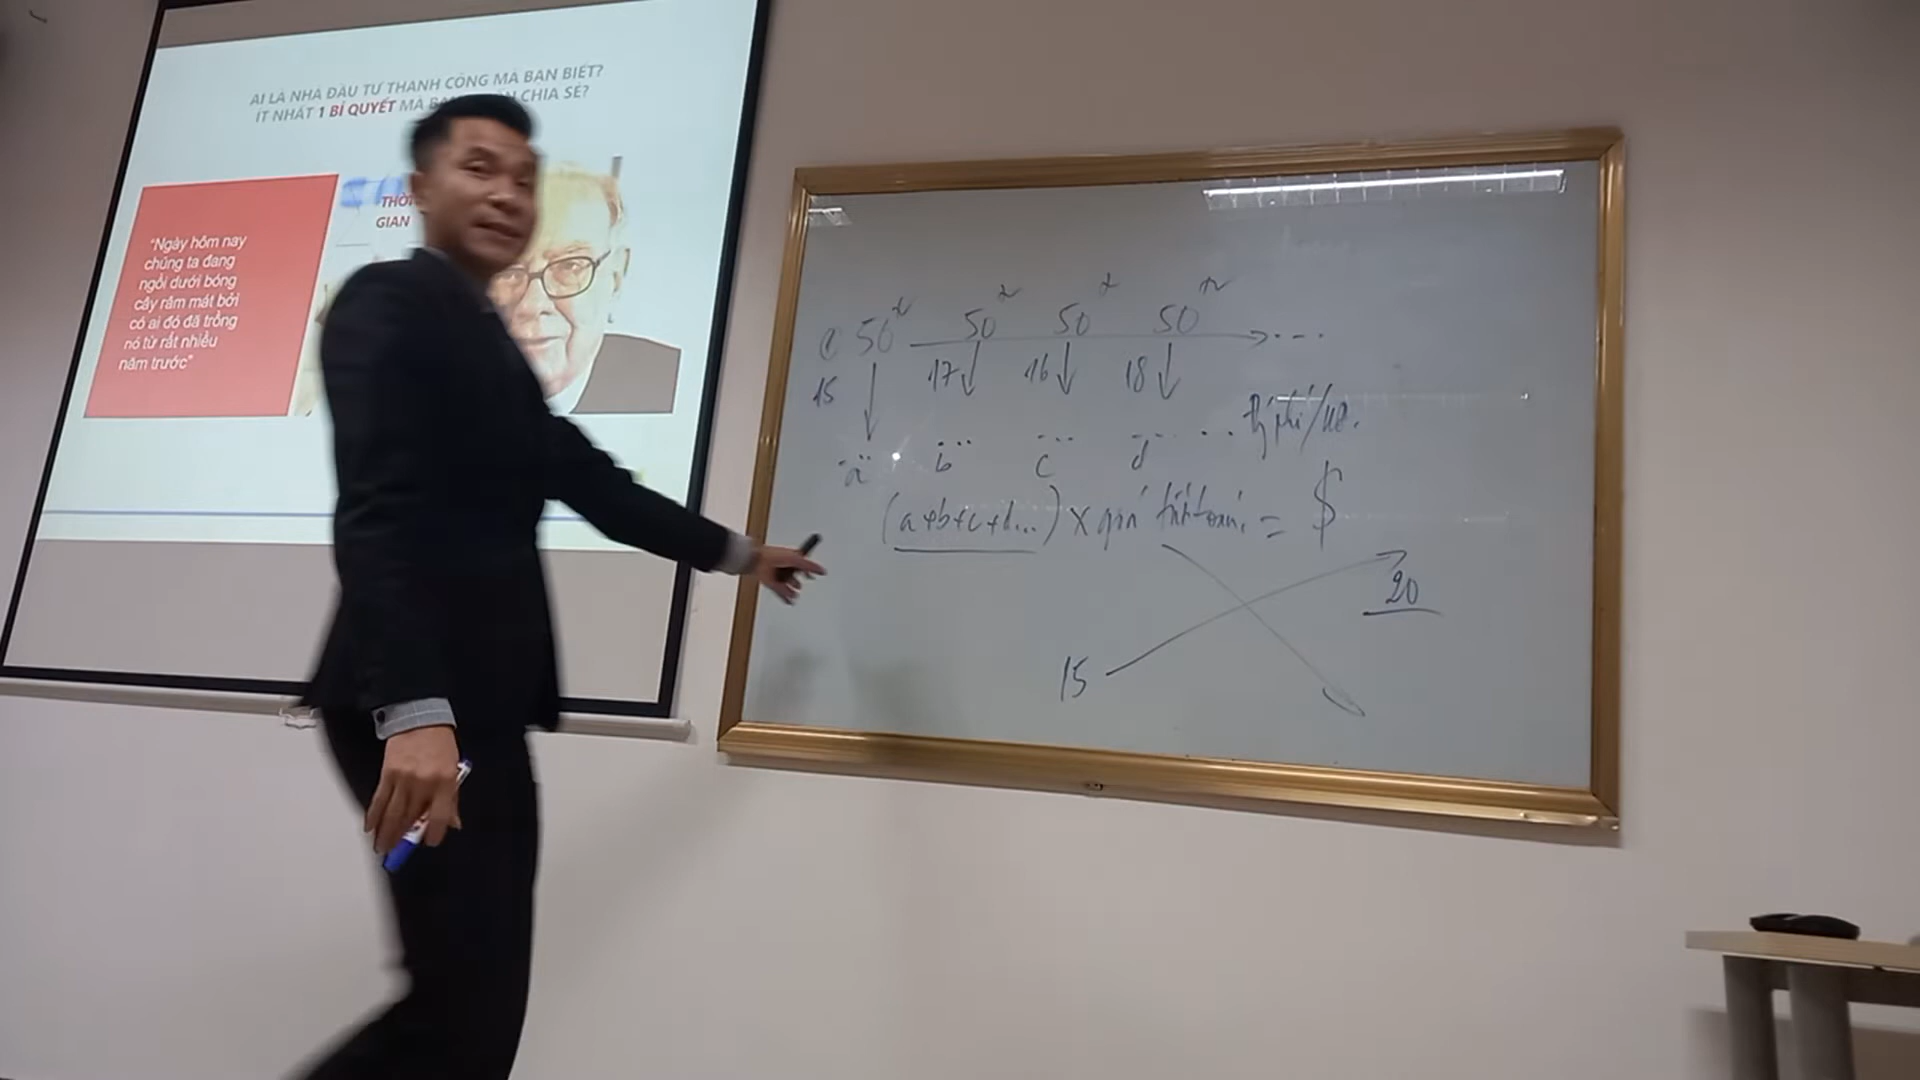 AI LÀ NHÀ ĐẦU TƯ THÀNH CÔNG MÀ BẠN BIẾT?
ÍT NHẤT 1 BÍ QUYẾT MÀ CHIA SẺ?
"Ngày hôm nay
chúng ta đang
ngồi dưới bóng
cây râm mát bởi
có ai đó đã trồng
nó từ rất nhiều
năm trước"
THỜI
GIAN
① 50 50 50 50 ...
15 17 16 18
a b c d ...
(a+b+c+d...) x giá = $
20
15